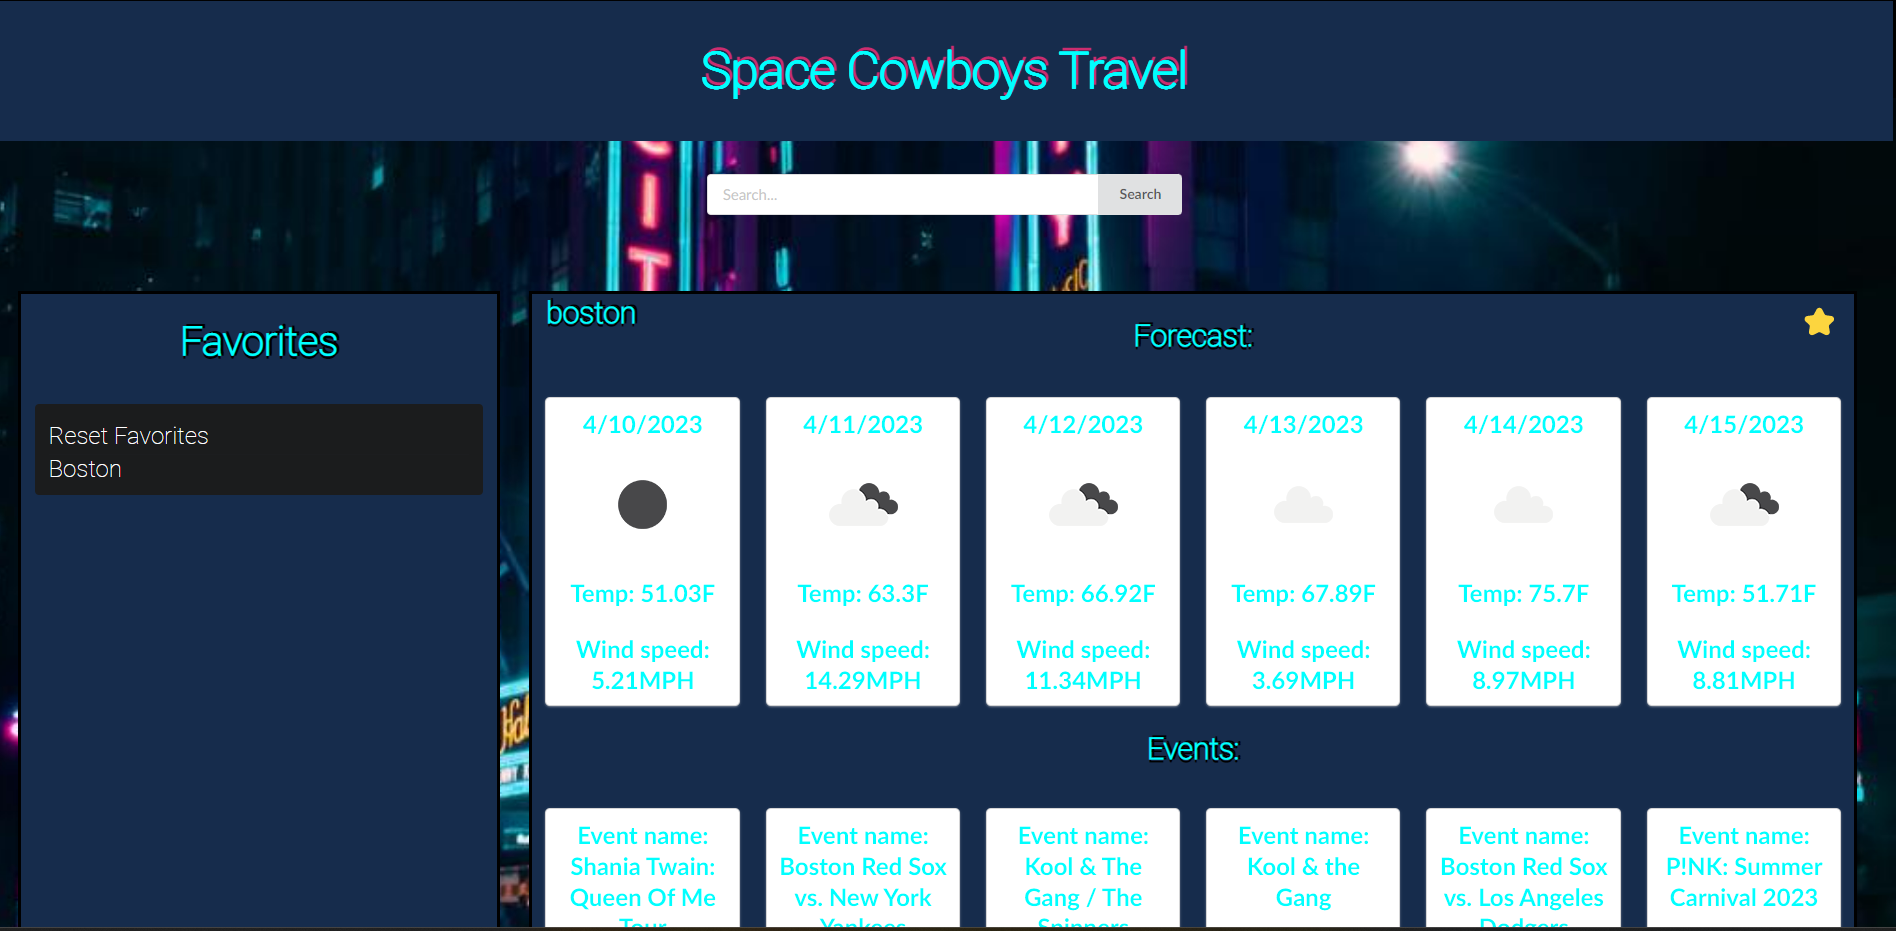 Space Cowboys Travel
CIT
Y
Search...
Search
Favorites
Reset Favorites
Boston
boston
Forecast:
4/10/2023
Temp: 51.03F
Wind speed:
5.21MPH
4/11/2023
Temp: 63.3F
Wind speed:
14.29MPH
4/12/2023
Temp: 66.92F
Wind speed:
11.34MPH
4/13/2023
Temp: 67.89F
Wind speed:
3.69MPH
4/14/2023
Temp: 75.7F
Wind speed:
8.97MPH
4/15/2023
Temp: 51.71F
Wind speed:
8.81MPH
Events:
Event name:
Shania Twain:
Queen Of Me
Tour
Event name:
Boston Red Sox
vs. New York
Yankees
Event name:
Kool & The
Gang / The
Spinners
Event name:
Kool & the
Gang
Event name:
Boston Red Sox
vs. Los Angeles
Dodgers
Event name:
P!NK: Summer
Carnival 2023